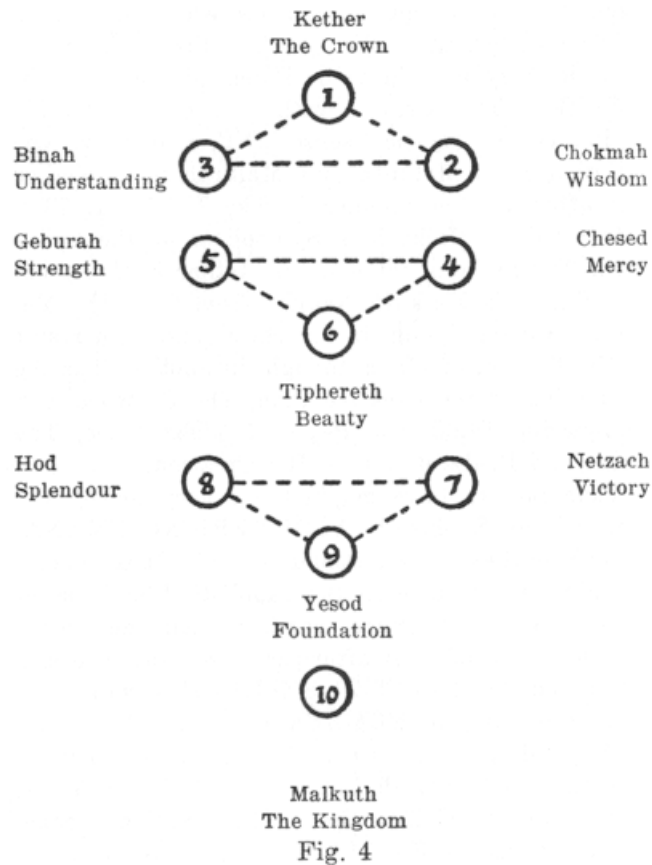 Kether
The Crown
1
Binah
Understanding
3
2
Chokmah
Wisdom
Geburah
Strength
5
4
Chesed
Mercy
6
Tiphereth
Beauty
Hod
Splendour
8
7
Netzach
Victory
9
Yesod
Foundation
10
Malkuth
The Kingdom
Fig. 4